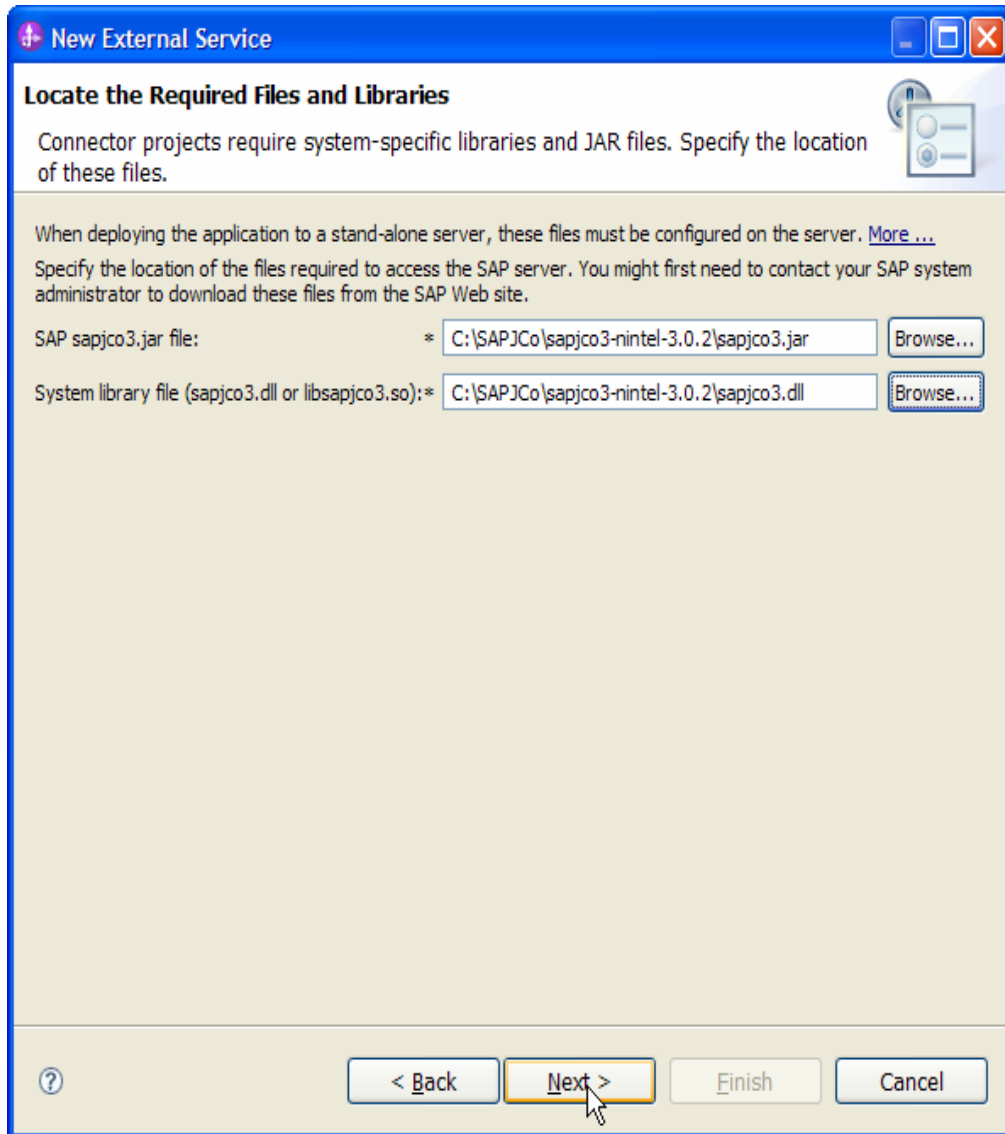 New External Service
Locate the Required Files and Libraries
Connector projects require system-specific libraries and JAR files. Specify the location
of these files.
When deploying the application to a stand-alone server, these files must be configured on the server. More ...
Specify the location of the files required to access the SAP server. You might first need to contact your SAP system
administrator to download these files from the SAP Web site.
SAP sapjco3.jar file: * C:\SAPJCo\sapjco3-nintel-3.0.2\sapjco3.jar Browse...
System library file (sapjco3.dll or libsapjco3.so):* C:\SAPJCo\sapjco3-nintel-3.0.2\sapjco3.dll Browse...
? < Back Next > Finish Cancel